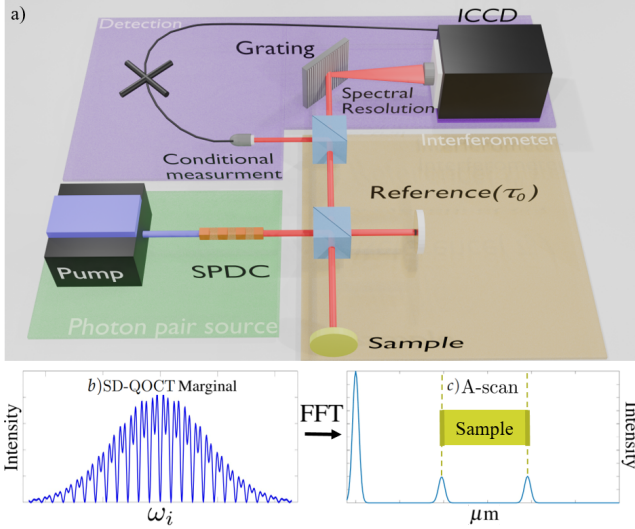 a)
Detection
ICCD
Grating
Spectral
Resolution
Conditional
measurment
Interferometer
Reference(τₒ)
Pump
SPDC
Photon pair source
Sample
b)SD-QOCT Marginal
Intensity
ωᵢ
FFT
c)A-scan
Sample
Intensity
μm